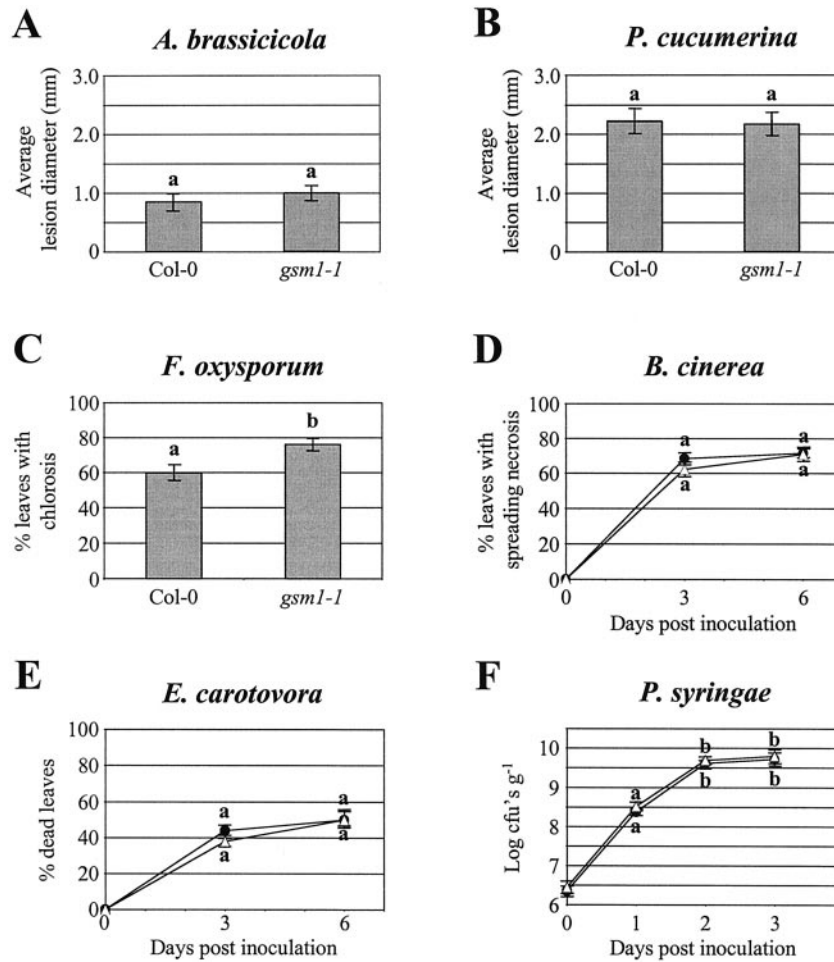 A
A. brassicicola
Average
lesion diameter (mm)
3.0
2.0
1.0
0
a
a
Col-0
gsm1-1
B
P. cucumerina
Average
lesion diameter (mm)
3.0
2.0
1.0
0
a
a
Col-0
gsm1-1
C
F. oxysporum
% leaves with
chlorosis
100
80
60
40
20
0
a
b
Col-0
gsm1-1
D
B. cinerea
% leaves with
spreading necrosis
100
80
60
40
20
0
a
a
a
a
0
3
6
Days post inoculation
E
E. carotovora
% dead leaves
100
80
60
40
20
0
a
a
a
a
0
3
6
Days post inoculation
F
P. syringae
Log cfu's g-1
10
9
8
7
6
a
a
b
b
b
b
0
1
2
3
Days post inoculation